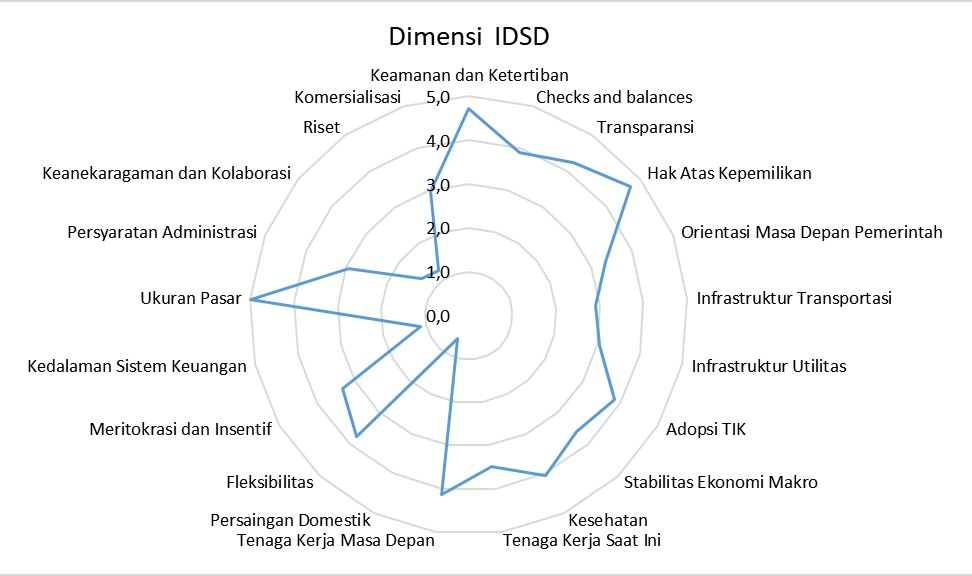 Dimensi IDSD
Keamanan dan Ketertiban
Komersialisasi
5,0
Checks and balances
Riset
Transparansi
4,0
Keanekaragaman dan Kolaborasi
Hak Atas Kepemilikan
3,0
Persyaratan Administrasi
2,0
Orientasi Masa Depan Pemerintah
1,0
Ukuran Pasar
Infrastruktur Transportasi
0,0
Kedalaman Sistem Keuangan
Infrastruktur Utilitas
Meritokrasi dan Insentif
Adopsi TIK
Fleksibilitas
Stabilitas Ekonomi Makro
Persaingan Domestik
Kesehatan
Tenaga Kerja Masa Depan
Tenaga Kerja Saat Ini